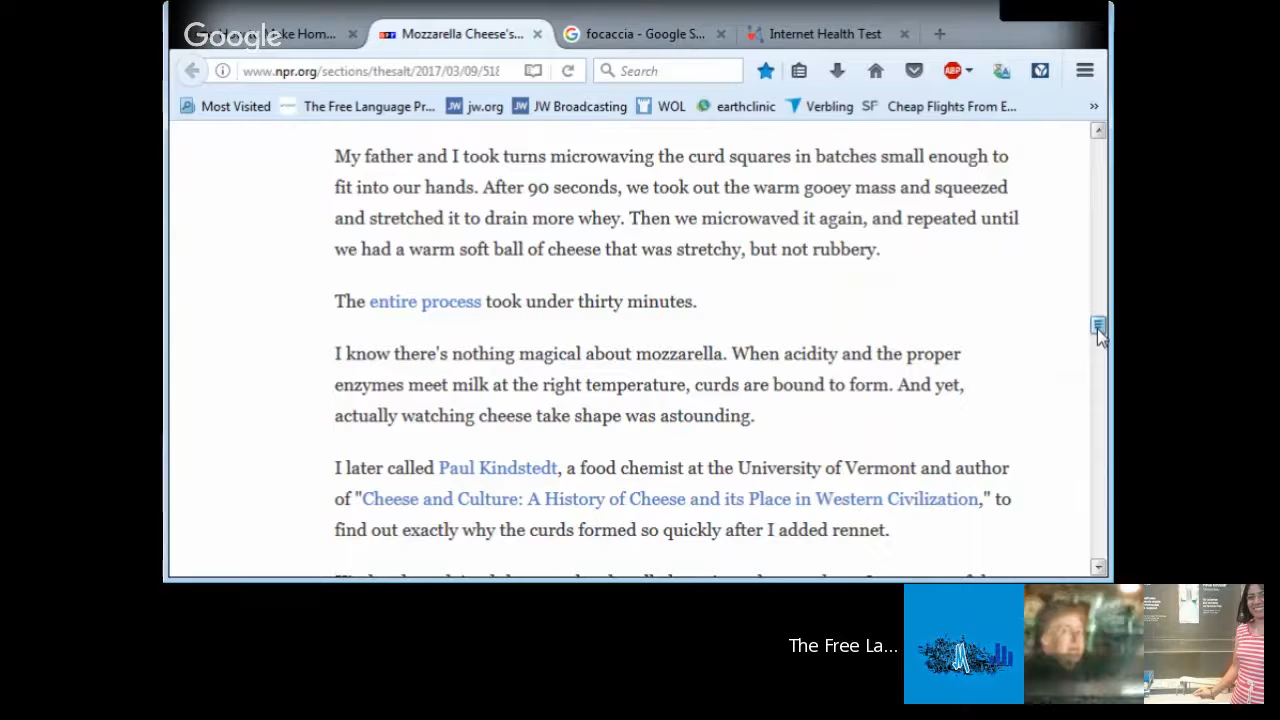 Google
ke Hom...
Mozzarella Cheese's...
focaccia - Google S...
Internet Health Test
www.npr.org/sections/thesalt/2017/03/09/518
Search
ABP
Most Visited
The Free Language Pr...
JW jw.org
JW JW Broadcasting
WOL
earthclinic
Verbling
SF Cheap Flights From E...
»
My father and I took turns microwaving the curd squares in batches small enough to
fit into our hands. After 90 seconds, we took out the warm gooey mass and squeezed
and stretched it to drain more whey. Then we microwaved it again, and repeated until
we had a warm soft ball of cheese that was stretchy, but not rubbery.
The entire process took under thirty minutes.
I know there's nothing magical about mozzarella. When acidity and the proper
enzymes meet milk at the right temperature, curds are bound to form. And yet,
actually watching cheese take shape was astounding.
I later called Paul Kindstedt, a food chemist at the University of Vermont and author
of "Cheese and Culture: A History of Cheese and its Place in Western Civilization," to
find out exactly why the curds formed so quickly after I added rennet.
The Free La...